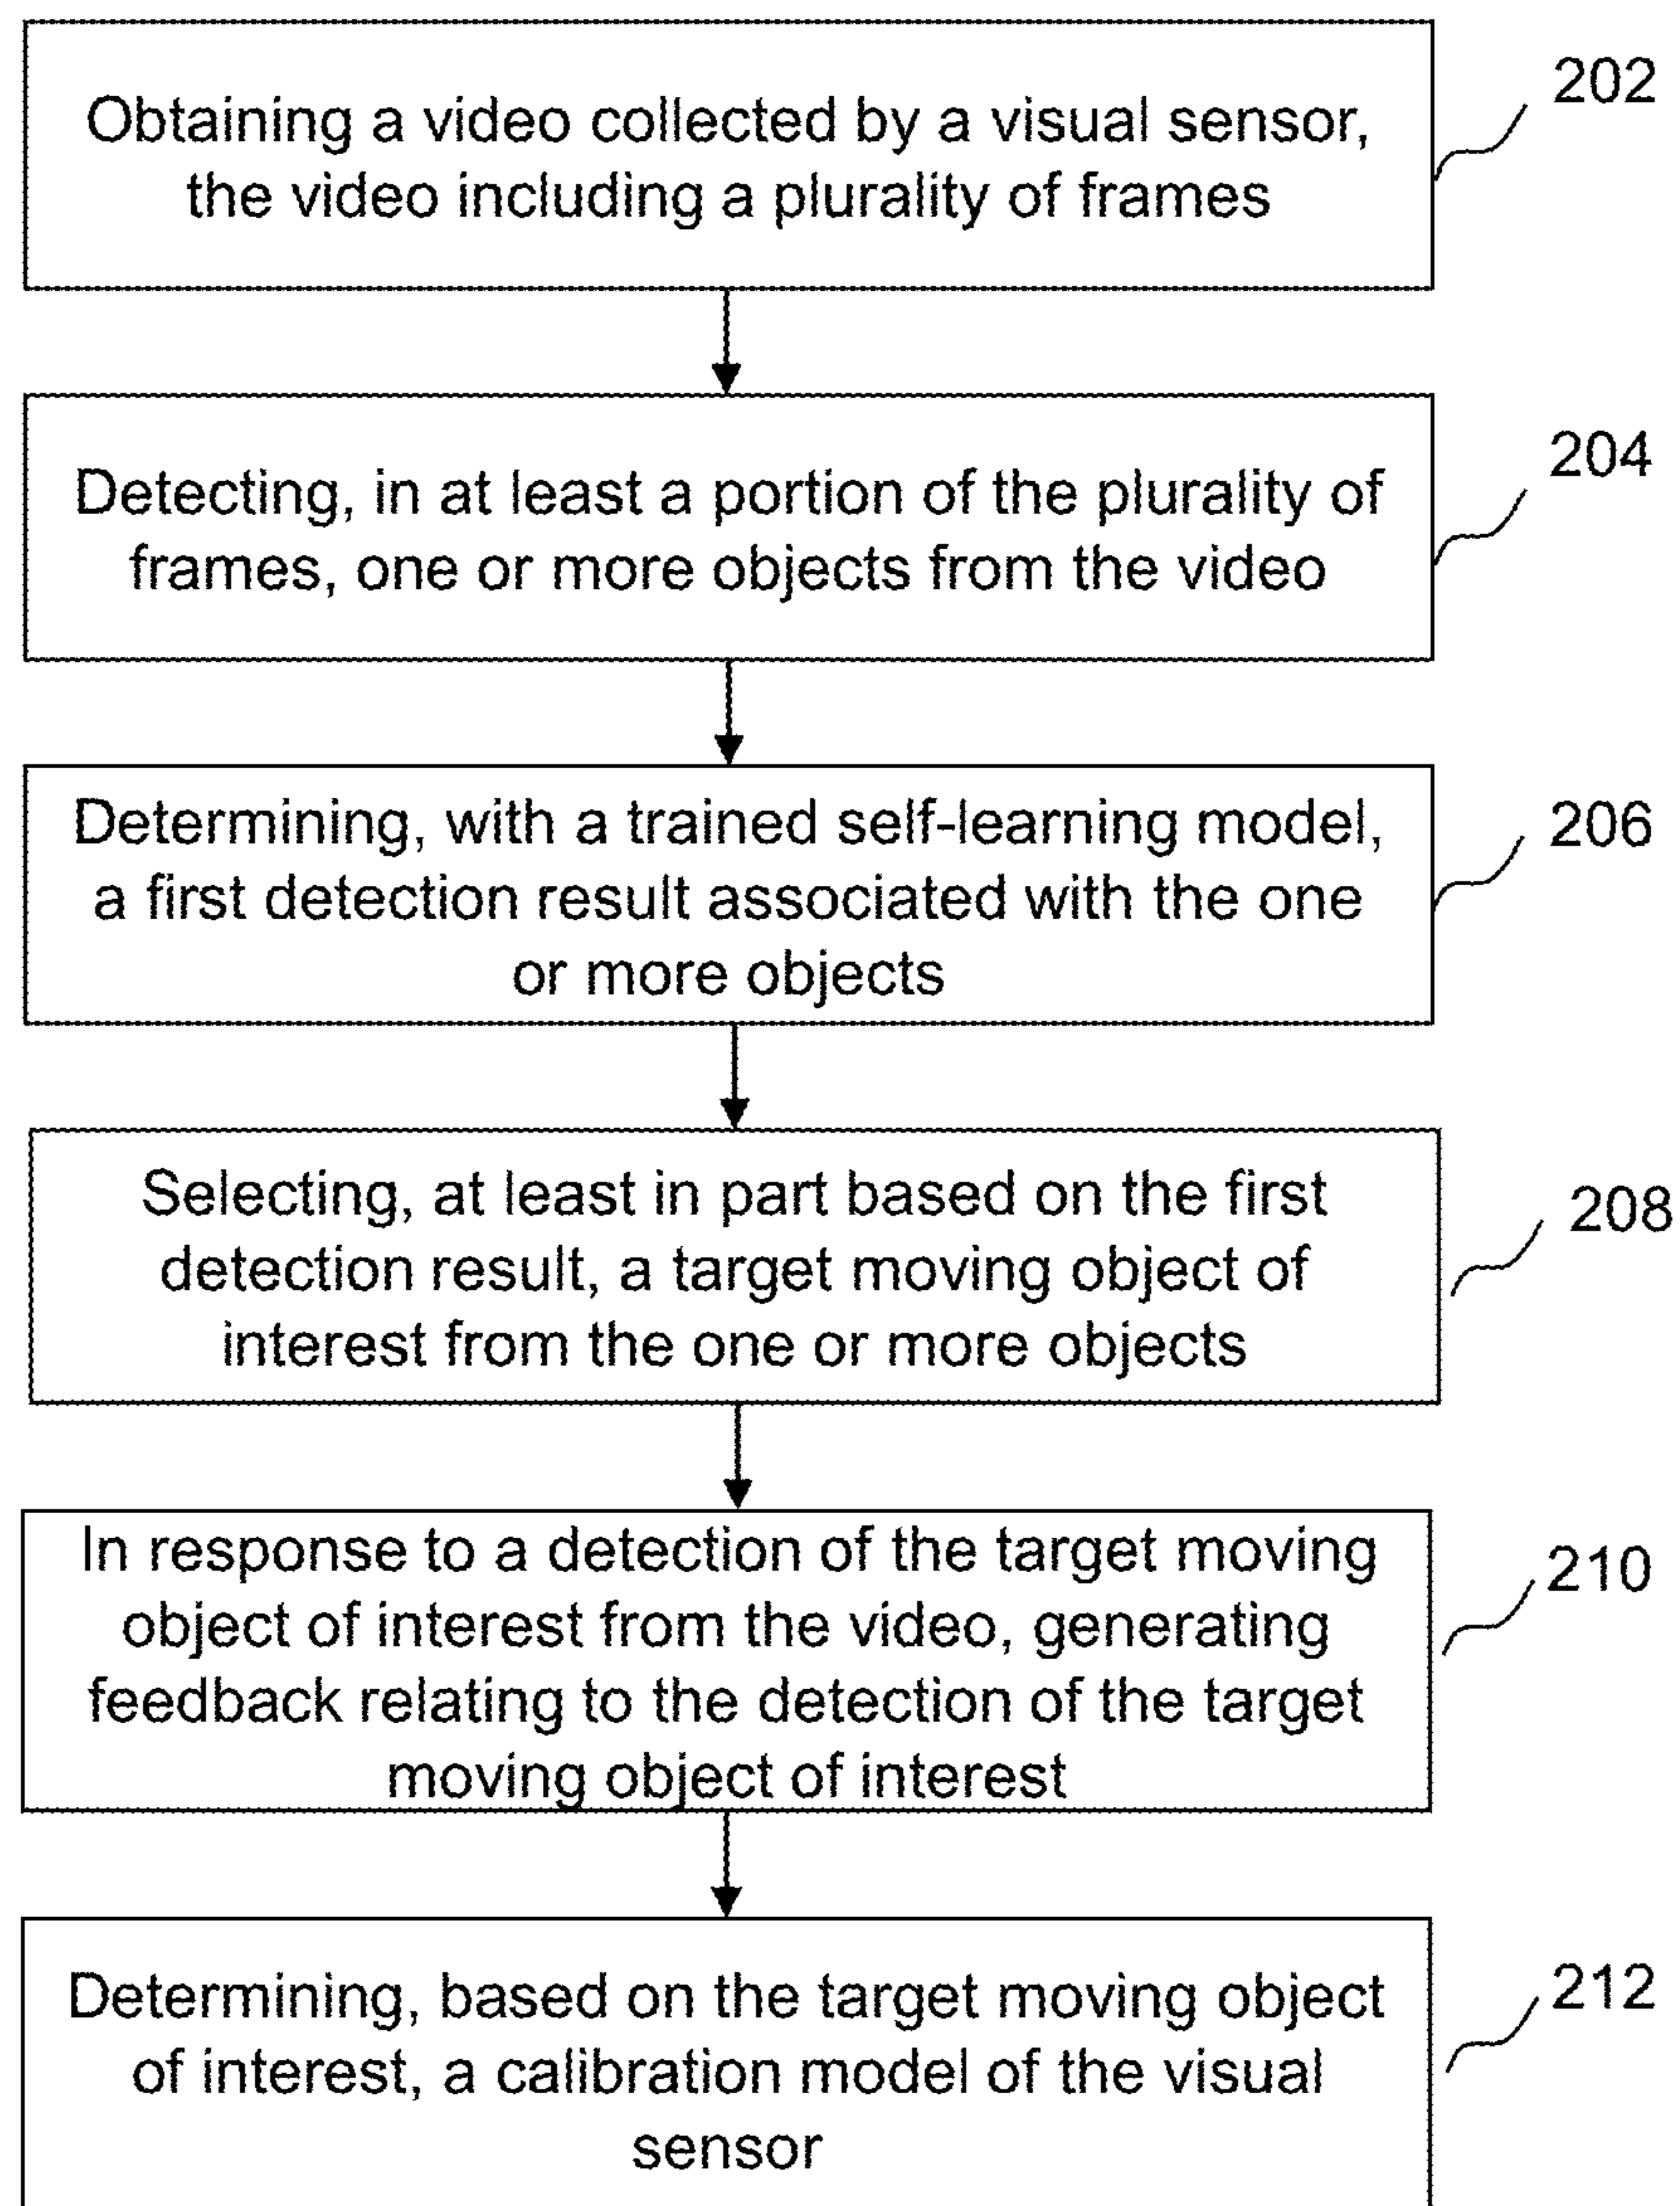 Obtaining a video collected by a visual sensor,
the video including a plurality of frames
202
Detecting, in at least a portion of the plurality of
frames, one or more objects from the video
204
Determining, with a trained self-learning model,
a first detection result associated with the one
or more objects
206
Selecting, at least in part based on the first
detection result, a target moving object of
interest from the one or more objects
208
In response to a detection of the target moving
object of interest from the video, generating
feedback relating to the detection of the target
moving object of interest
210
Determining, based on the target moving object
of interest, a calibration model of the visual
sensor
212